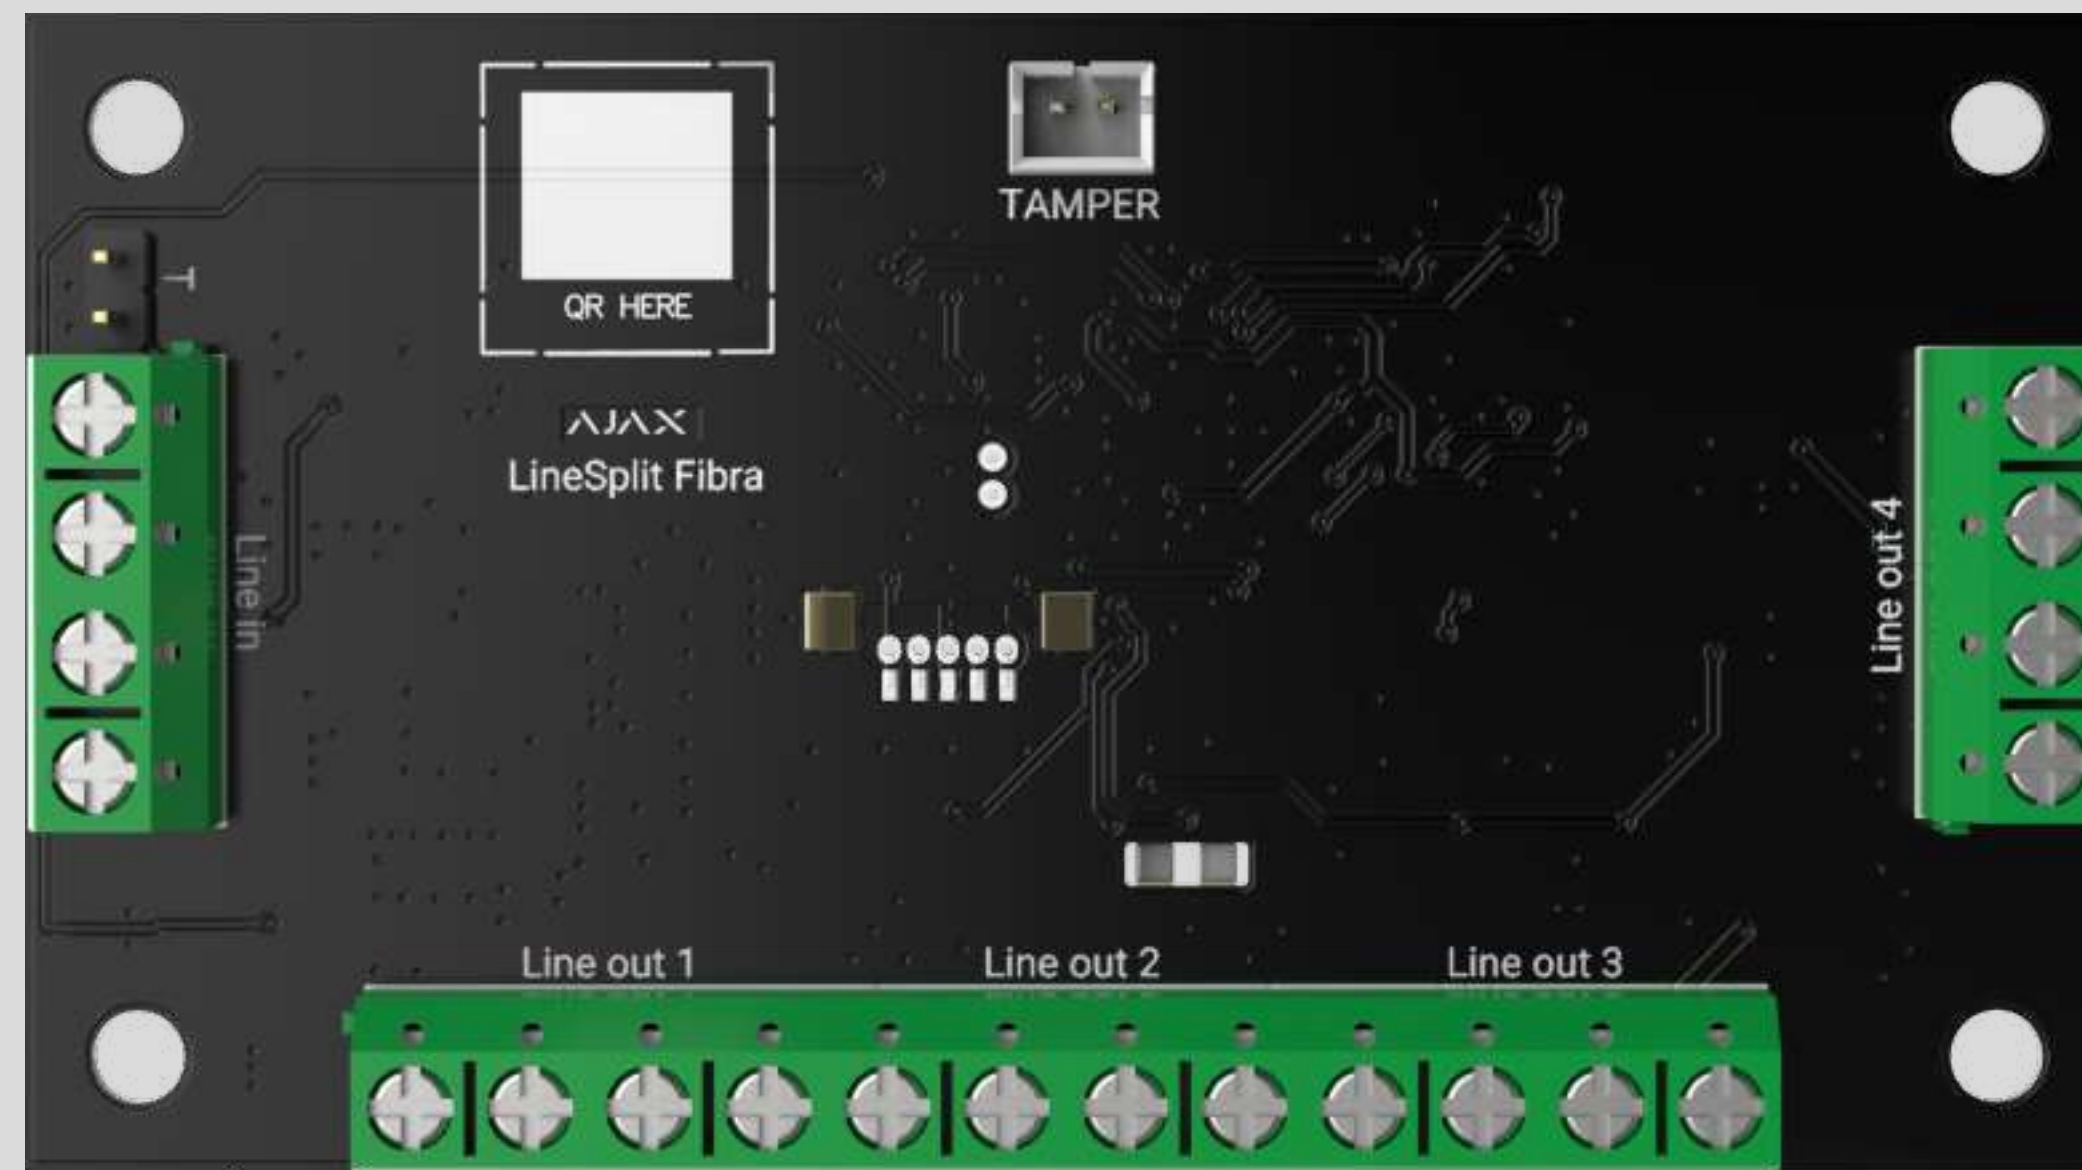 TAMPER
T
QR HERE
AJAX
LineSplit Fibra
Line in
Line out 4
Line out 1
Line out 2
Line out 3